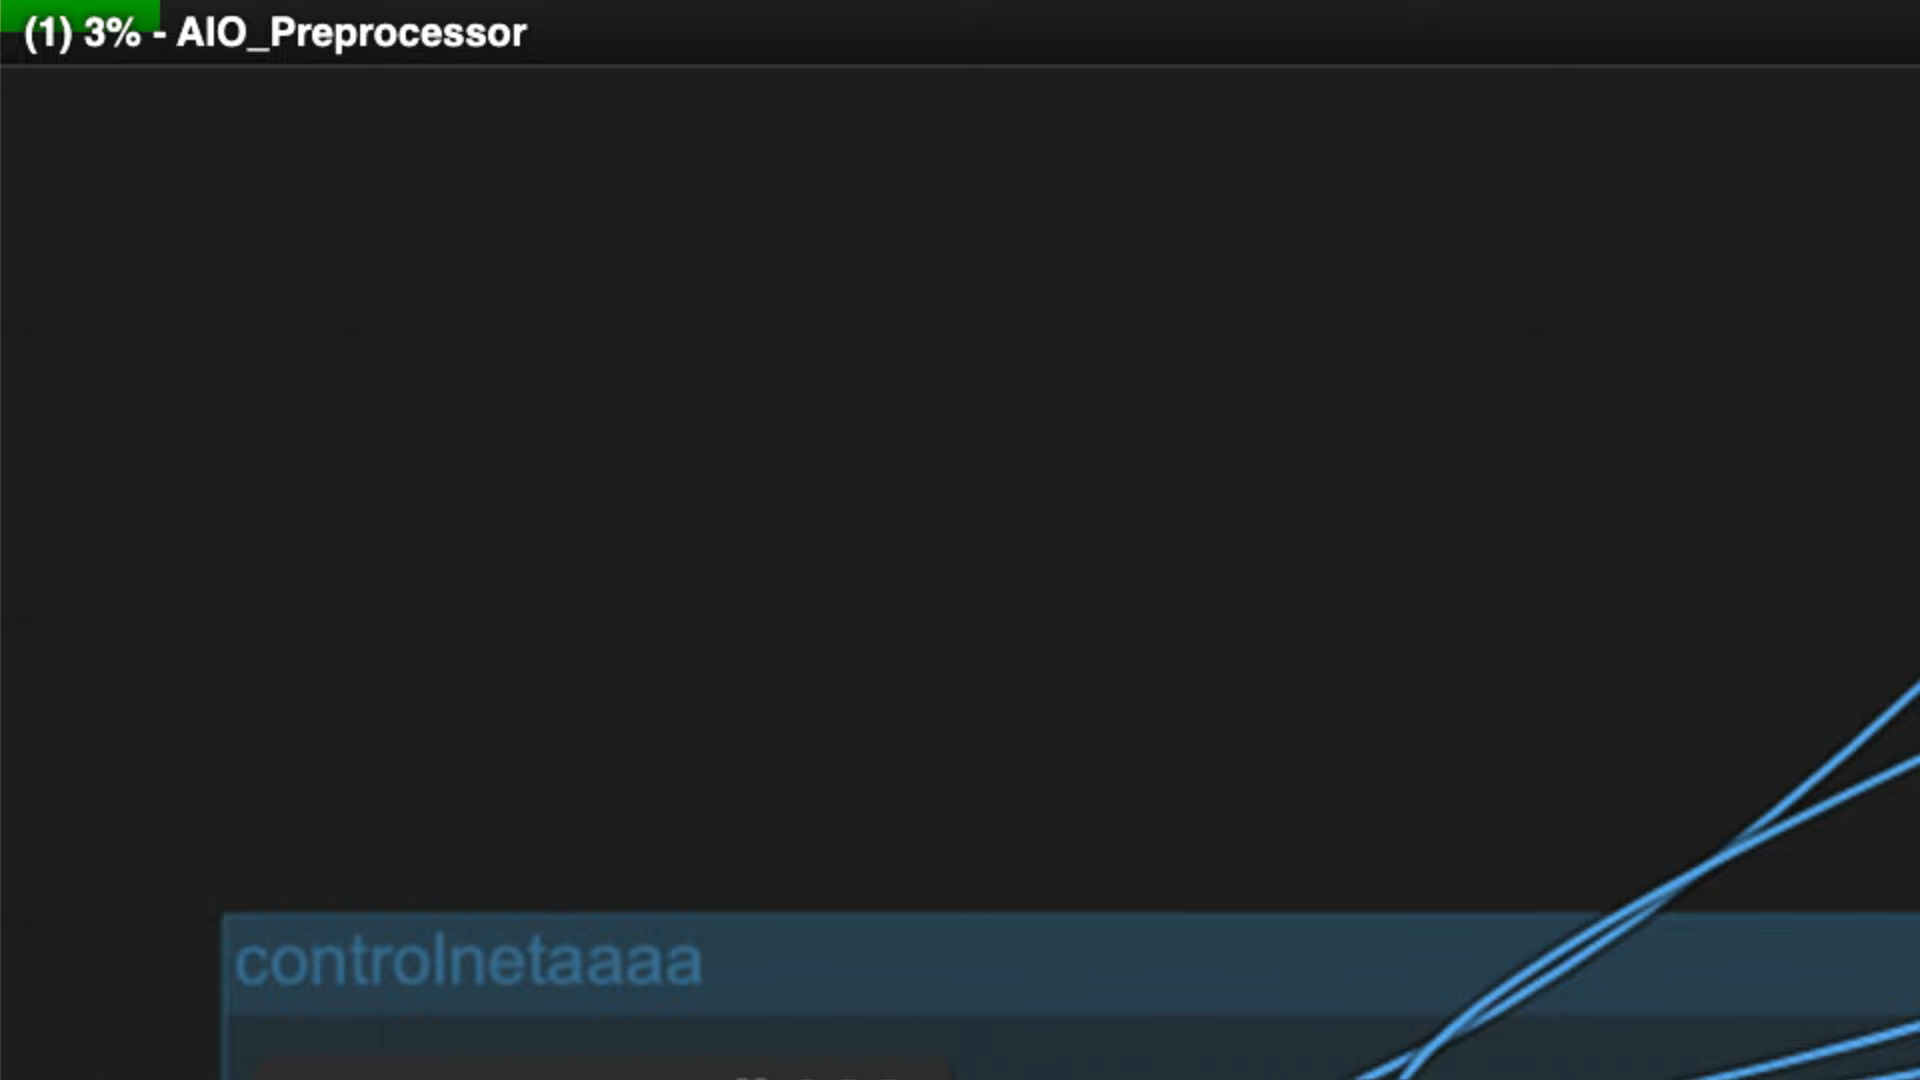 (1) 3% - AIO_Preprocessor
controlnetaaaa